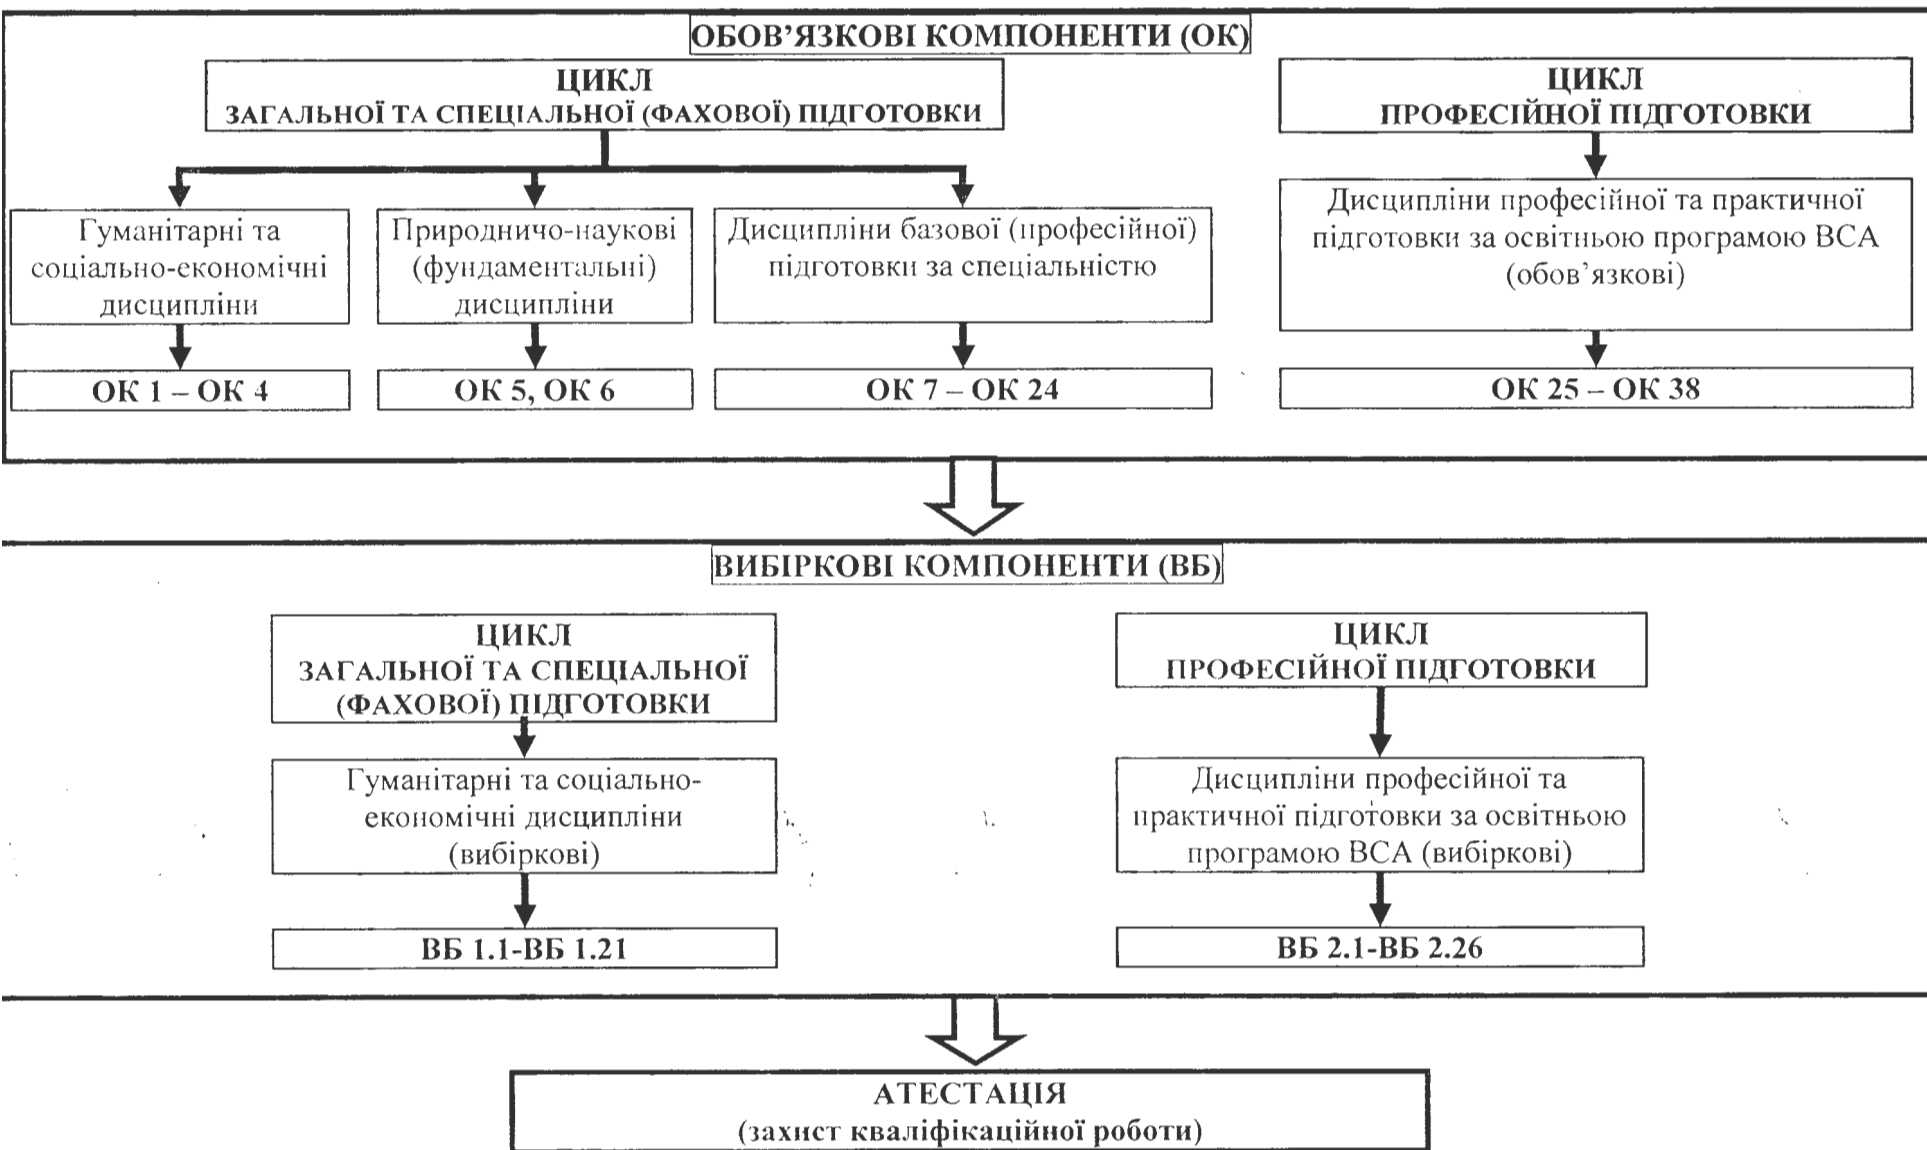 ОБОВ’ЯЗКОВІ КОМПОНЕНТИ (ОК)
ЦИКЛ
ЗАГАЛЬНОЇ ТА СПЕЦІАЛЬНОЇ (ФАХОВОЇ) ПІДГОТОВКИ
ЦИКЛ
ПРОФЕСІЙНОЇ ПІДГОТОВКИ
Гуманітарні та
соціально-економічні
дисципліни
Природничо-наукові
(фундаментальні)
дисципліни
Дисципліни базової (професійної)
підготовки за спеціальністю
Дисципліни професійної та практичної
підготовки за освітньою програмою ВСА
(обов’язкові)
ОК 1 – ОК 4
ОК 5, ОК 6
ОК 7 – ОК 24
ОК 25 – ОК 38
ВИБІРКОВІ КОМПОНЕНТИ (ВБ)
ЦИКЛ
ЗАГАЛЬНОЇ ТА СПЕЦІАЛЬНОЇ
(ФАХОВОЇ) ПІДГОТОВКИ
ЦИКЛ
ПРОФЕСІЙНОЇ ПІДГОТОВКИ
Гуманітарні та соціально-
економічні дисципліни
(вибіркові)
Дисципліни професійної та
практичної підготовки за освітньою
програмою ВСА (вибіркові)
ВБ 1.1-ВБ 1.21
ВБ 2.1-ВБ 2.26
АТЕСТАЦІЯ
(захист кваліфікаційної роботи)